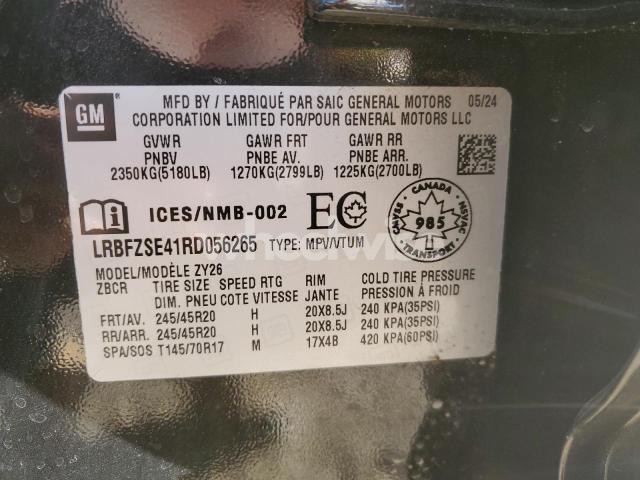 GM
MFD BY / FABRIQUÉ PAR SAIC GENERAL MOTORS 05/24
CORPORATION LIMITED FOR/POUR GENERAL MOTORS LLC
GVWR GAWR FRT GAWR RR
PNBV PNBE AV. PNBE ARR.
2350KG(5180LB) 1270KG(2799LB) 1225KG(2700LB)
ICES/NMB-002 EC
CANADA
CMVSS 985 NSVAC
TRANSPORT
LRBFZSE41RD056265 TYPE: MPV/VTUM
MODEL/MODÈLE ZY26
ZBCR TIRE SIZE SPEED RTG RIM COLD TIRE PRESSURE
DIM. PNEU COTE VITESSE JANTE PRESSION À FROID
FRT/AV. 245/45R20 H 20X8.5J 240 KPA(35PSI)
RR/ARR. 245/45R20 H 20X8.5J 240 KPA(35PSI)
SPA/SOS T145/70R17 M 17X4B 420 KPA(60PSI)